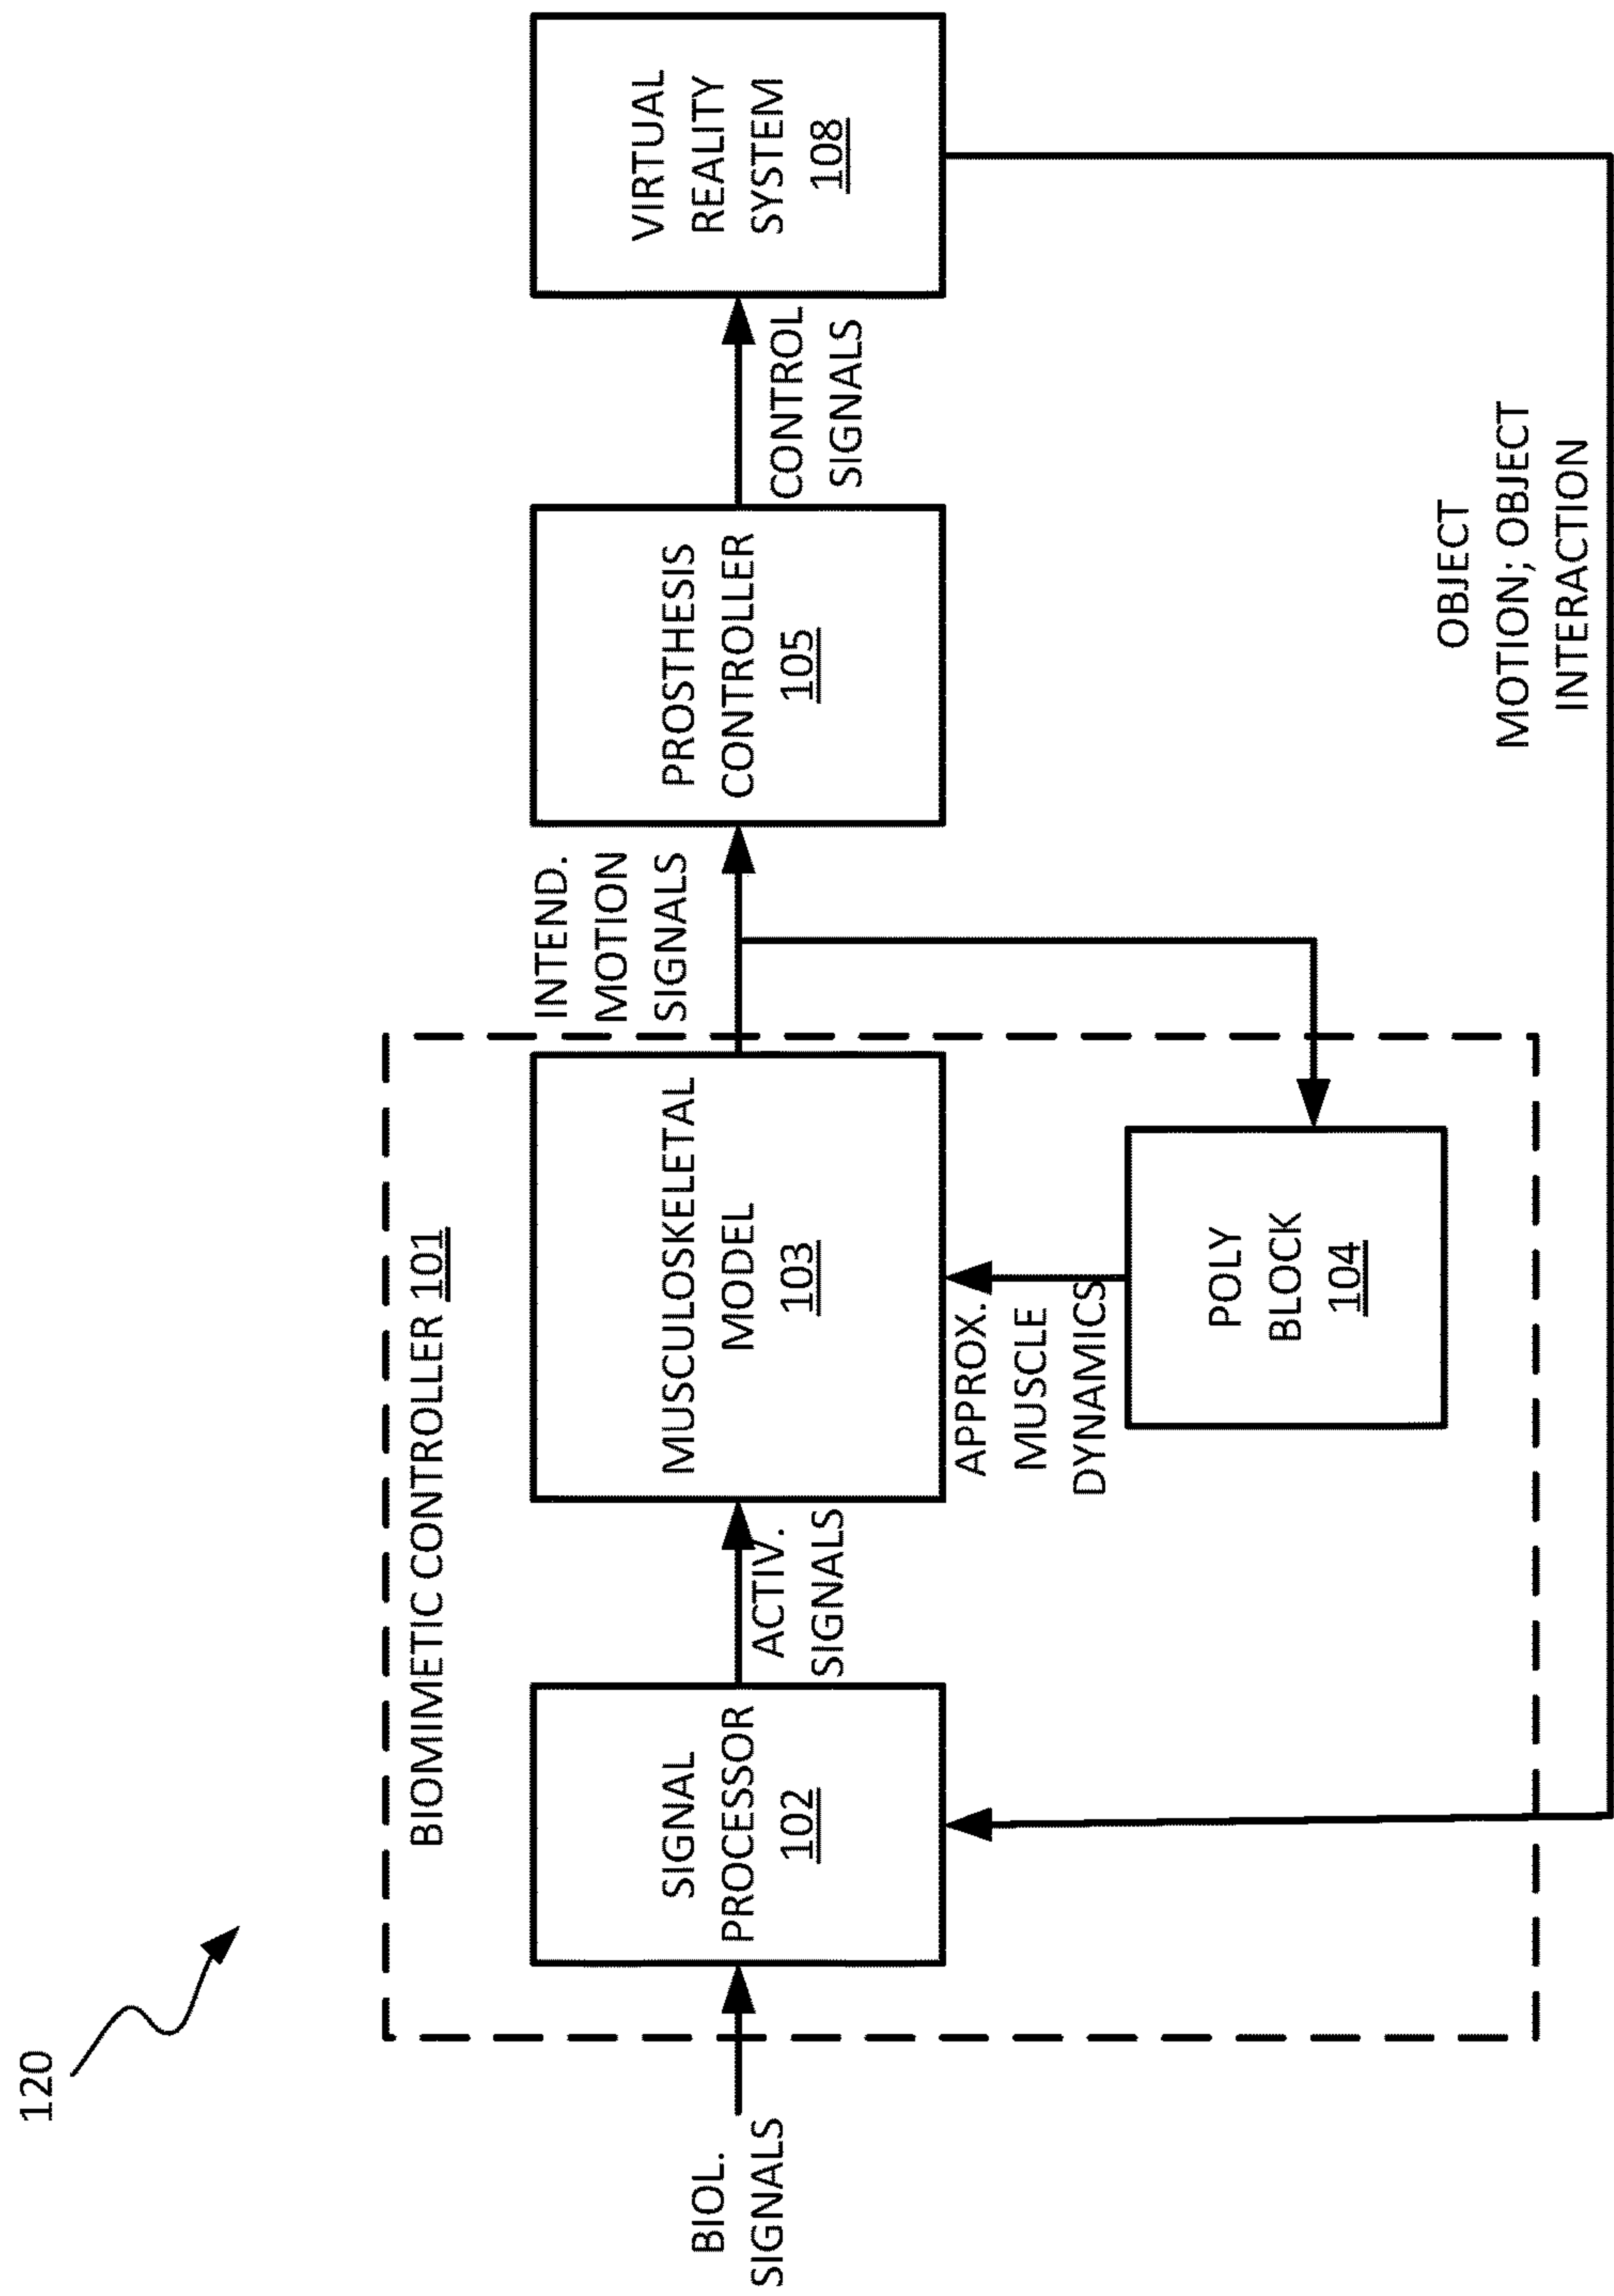 120
BIOMIMETIC CONTROLLER 101
BIOL.
SIGNALS
SIGNAL
PROCESSOR
102
ACTIV.
SIGNALS
MUSCULOSKELETAL
MODEL
103
APPROX.
MUSCLE
DYNAMICS
POLY
BLOCK
104
INTEND.
MOTION
SIGNALS
PROSTHESIS
CONTROLLER
105
CONTROL
SIGNALS
VIRTUAL
REALITY
SYSTEM
108
OBJECT
MOTION; OBJECT
INTERACTION